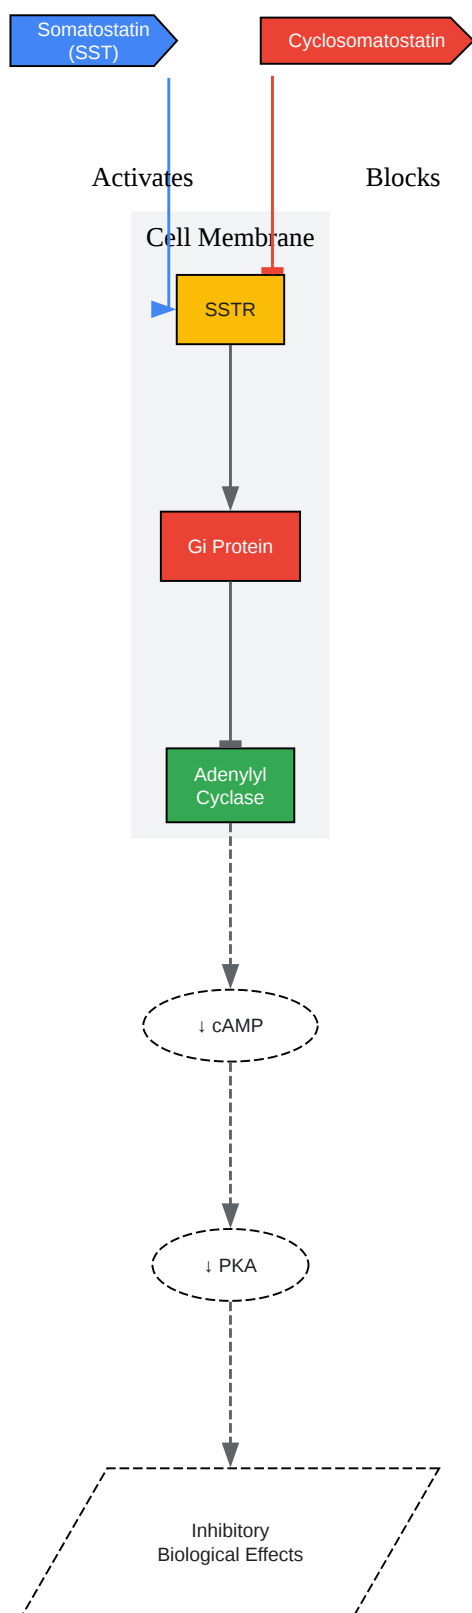 Somatostatin
(SST)
Cyclosomatostatin
Activates
Blocks
Cell Membrane
SSTR
Gi Protein
Adenylyl
Cyclase
↓ cAMP
↓ PKA
Inhibitory
Biological Effects